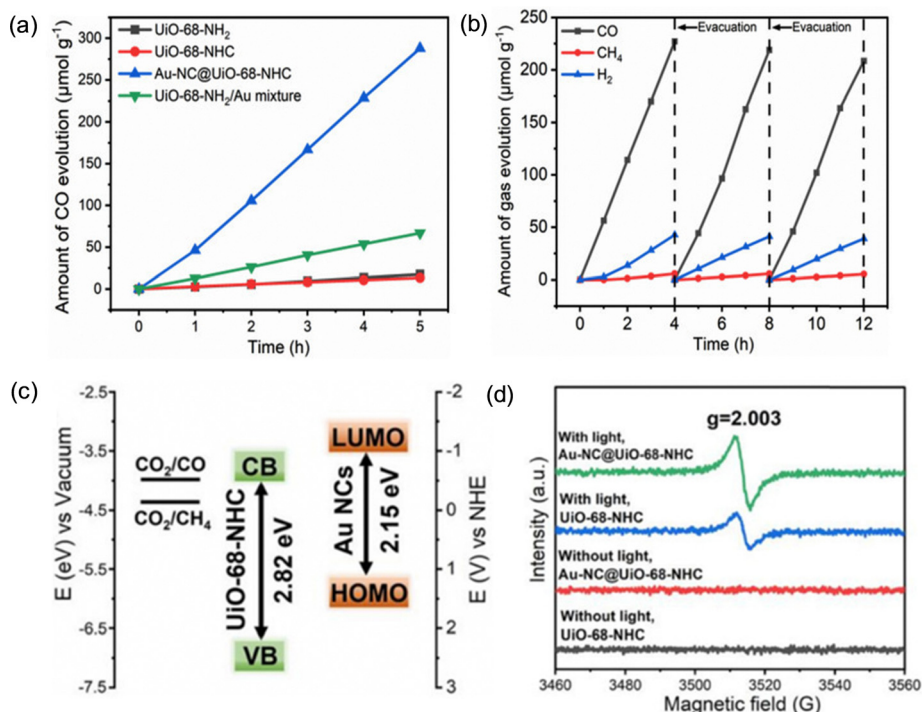 (a)
UiO-68-NH₂
UiO-68-NHC
Au-NC@UiO-68-NHC
UiO-68-NH₂/Au mixture
Amount of CO evolution (μmol g⁻¹)
300
250
200
150
100
50
0
0 1 2 3 4 5
Time (h)
(b)
CO
CH₄
H₂
Evacuation
Evacuation
Amount of gas evolution (μmol g⁻¹)
250
200
150
100
50
0
0 2 4 6 8 10 12
Time (h)
(c)
E (eV) vs Vacuum
-2.5
-3.5
-4.5
-5.5
-6.5
-7.5
CO₂/CO
CO₂/CH₄
CB
UiO-68-NHC
2.82 eV
VB
LUMO
Au NCs
2.15 eV
HOMO
-2
-1
0
1
2
3
E (V) vs NHE
(d)
g=2.003
With light,
Au-NC@UiO-68-NHC
With light,
UiO-68-NHC
Without light,
Au-NC@UiO-68-NHC
Without light,
UiO-68-NHC
Intensity (a.u.)
3460 3480 3500 3520 3540 3560
Magnetic field (G)